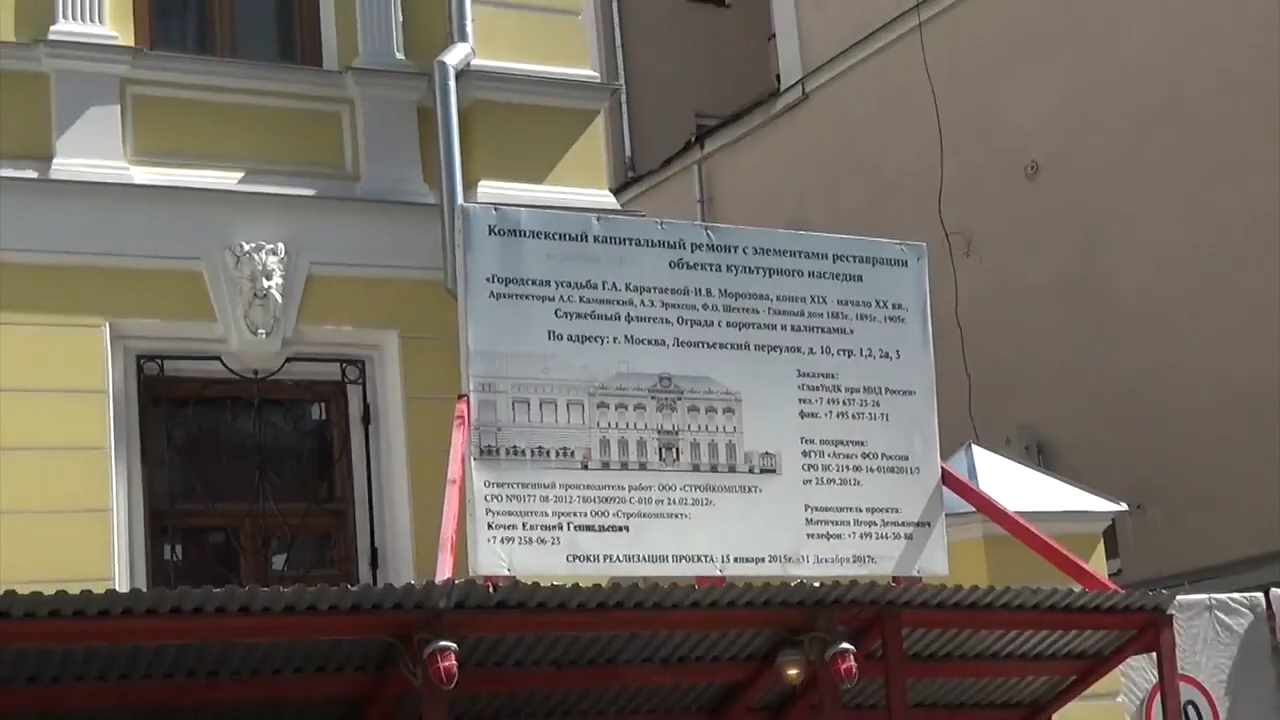 Комплексный капитальный ремонт с элементами реставрации
объекта культурного наследия
«Городская усадьба Г.А. Каратаевой-И.В. Морозова, конец XIX - начало XX вв.,
Архитекторы А.С. Каминский, А.Э. Эрихсон, Ф.О. Шехтель - Главный дом 1883г., 1895г., 1905г.
Служебный флигель, Ограда с воротами и калитками.»
По адресу: г. Москва, Леонтьевский переулок, д. 10, стр. 1,2, 2а, 3
Заказчик:
«ГлавУпДК при МИД России»
тел.+7 495 637-23-26
факс. +7 495 637-31-71
Ген. подрядчик:
ФГУП «Атэкс» ФСО России
СРО НС-219-00-16-01082011/3
от 25.09.2012г.
Руководитель проекта:
Митичкин Игорь Демьянович
телефон: +7 499 244-30-88
Ответственный производитель работ: ООО «СТРОЙКОМПЛЕКТ»
СРО №0177 08-2012-7804300920-С-010 от 24.02.2012г.
Руководитель проекта ООО «Стройкомплект»:
Кочев Евгений Геннадьевич
+7 499 258-06-23
СРОКИ РЕАЛИЗАЦИИ ПРОЕКТА: 15 января 2015г. -31 Декабря 2017г.